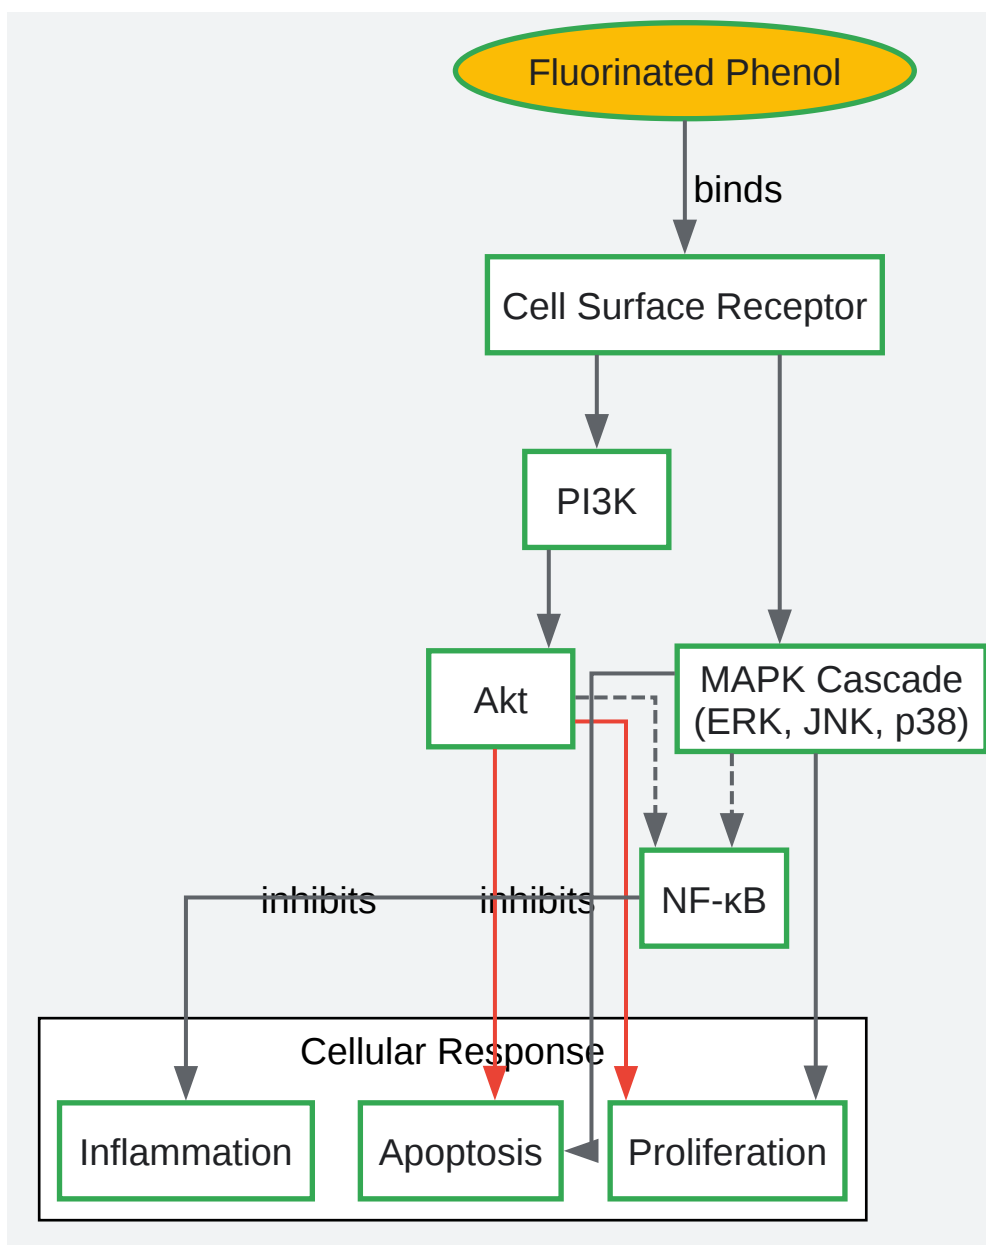 Fluorinated Phenol
binds
Cell Surface Receptor
PI3K
Akt
MAPK Cascade
(ERK, JNK, p38)
inhibits
inhibits
NF-κB
Cellular Response
Inflammation
Apoptosis
Proliferation